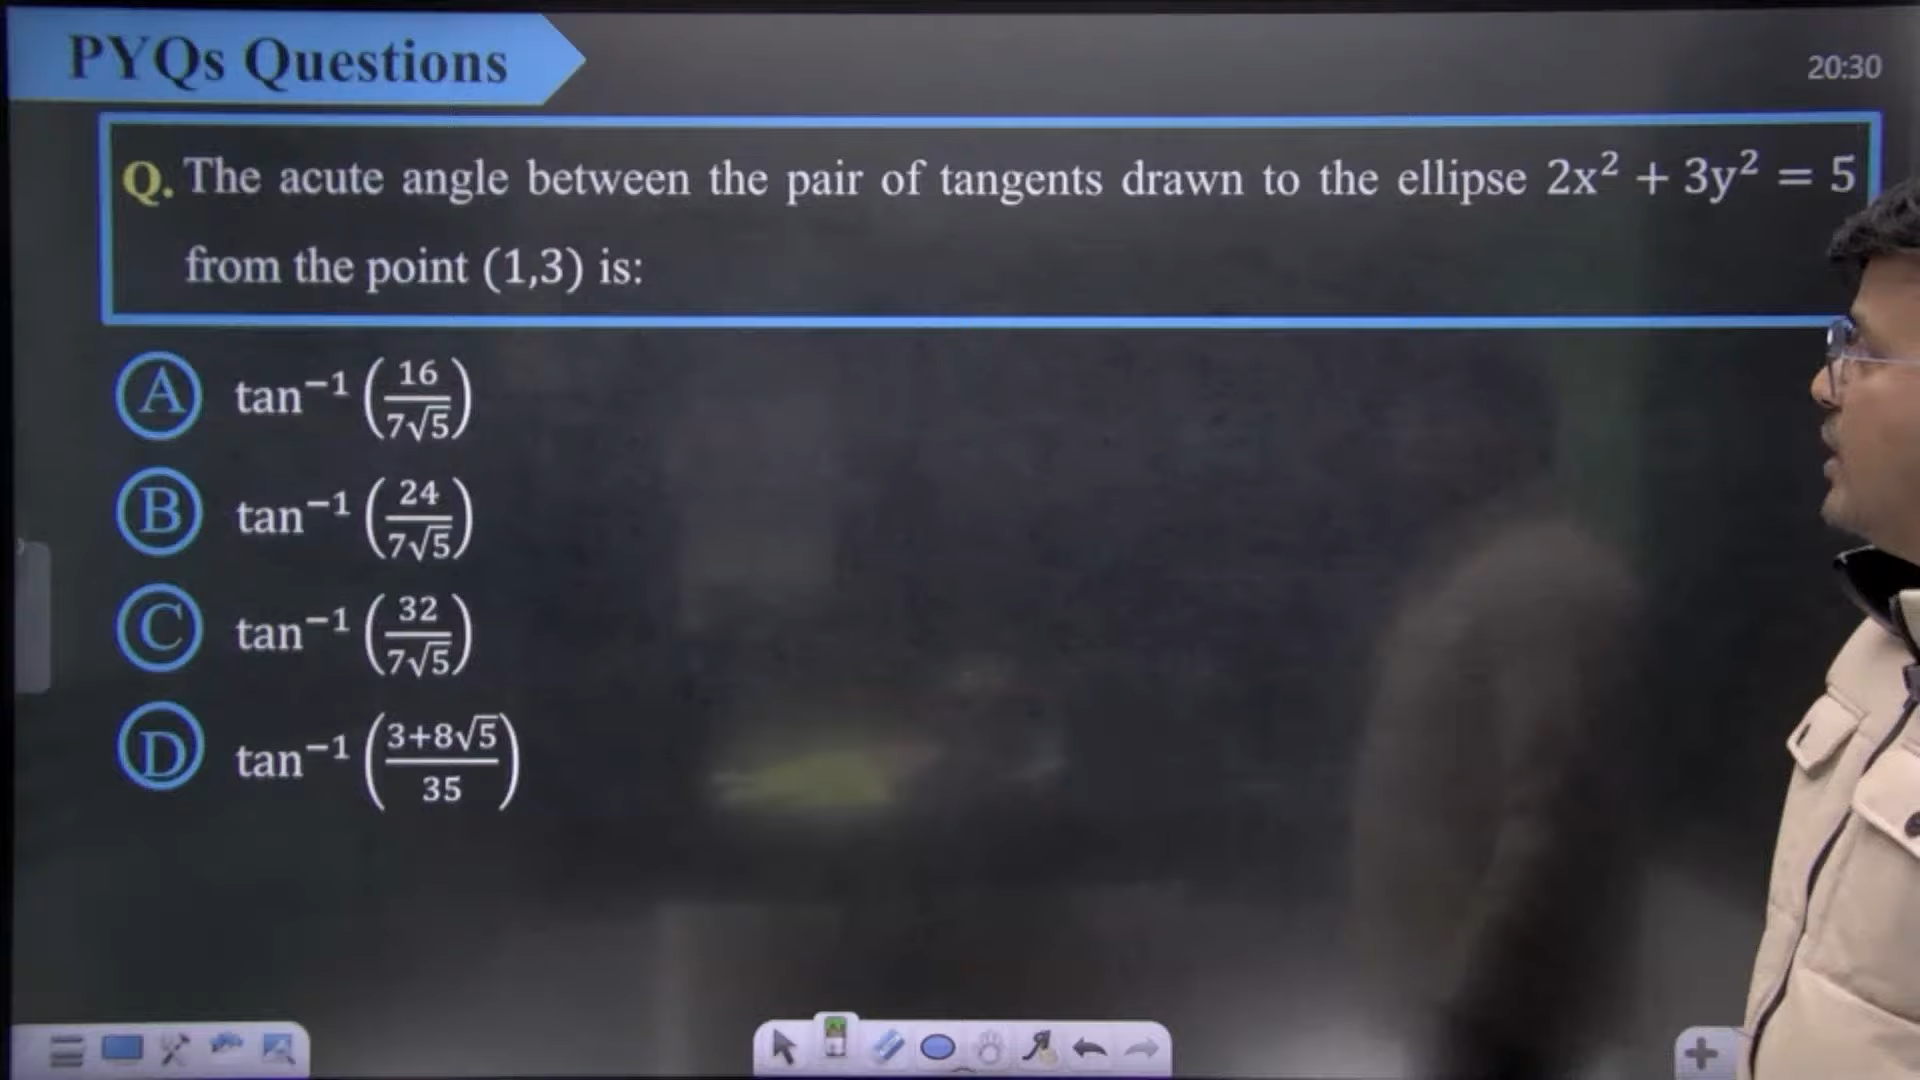 PYQs Questions
20:30
Q. The acute angle between the pair of tangents drawn to the ellipse 2x² + 3y² = 5
from the point (1,3) is:
A tan⁻¹ (16/7√5)
B tan⁻¹ (24/7√5)
C tan⁻¹ (32/7√5)
D tan⁻¹ (3+8√5/35)